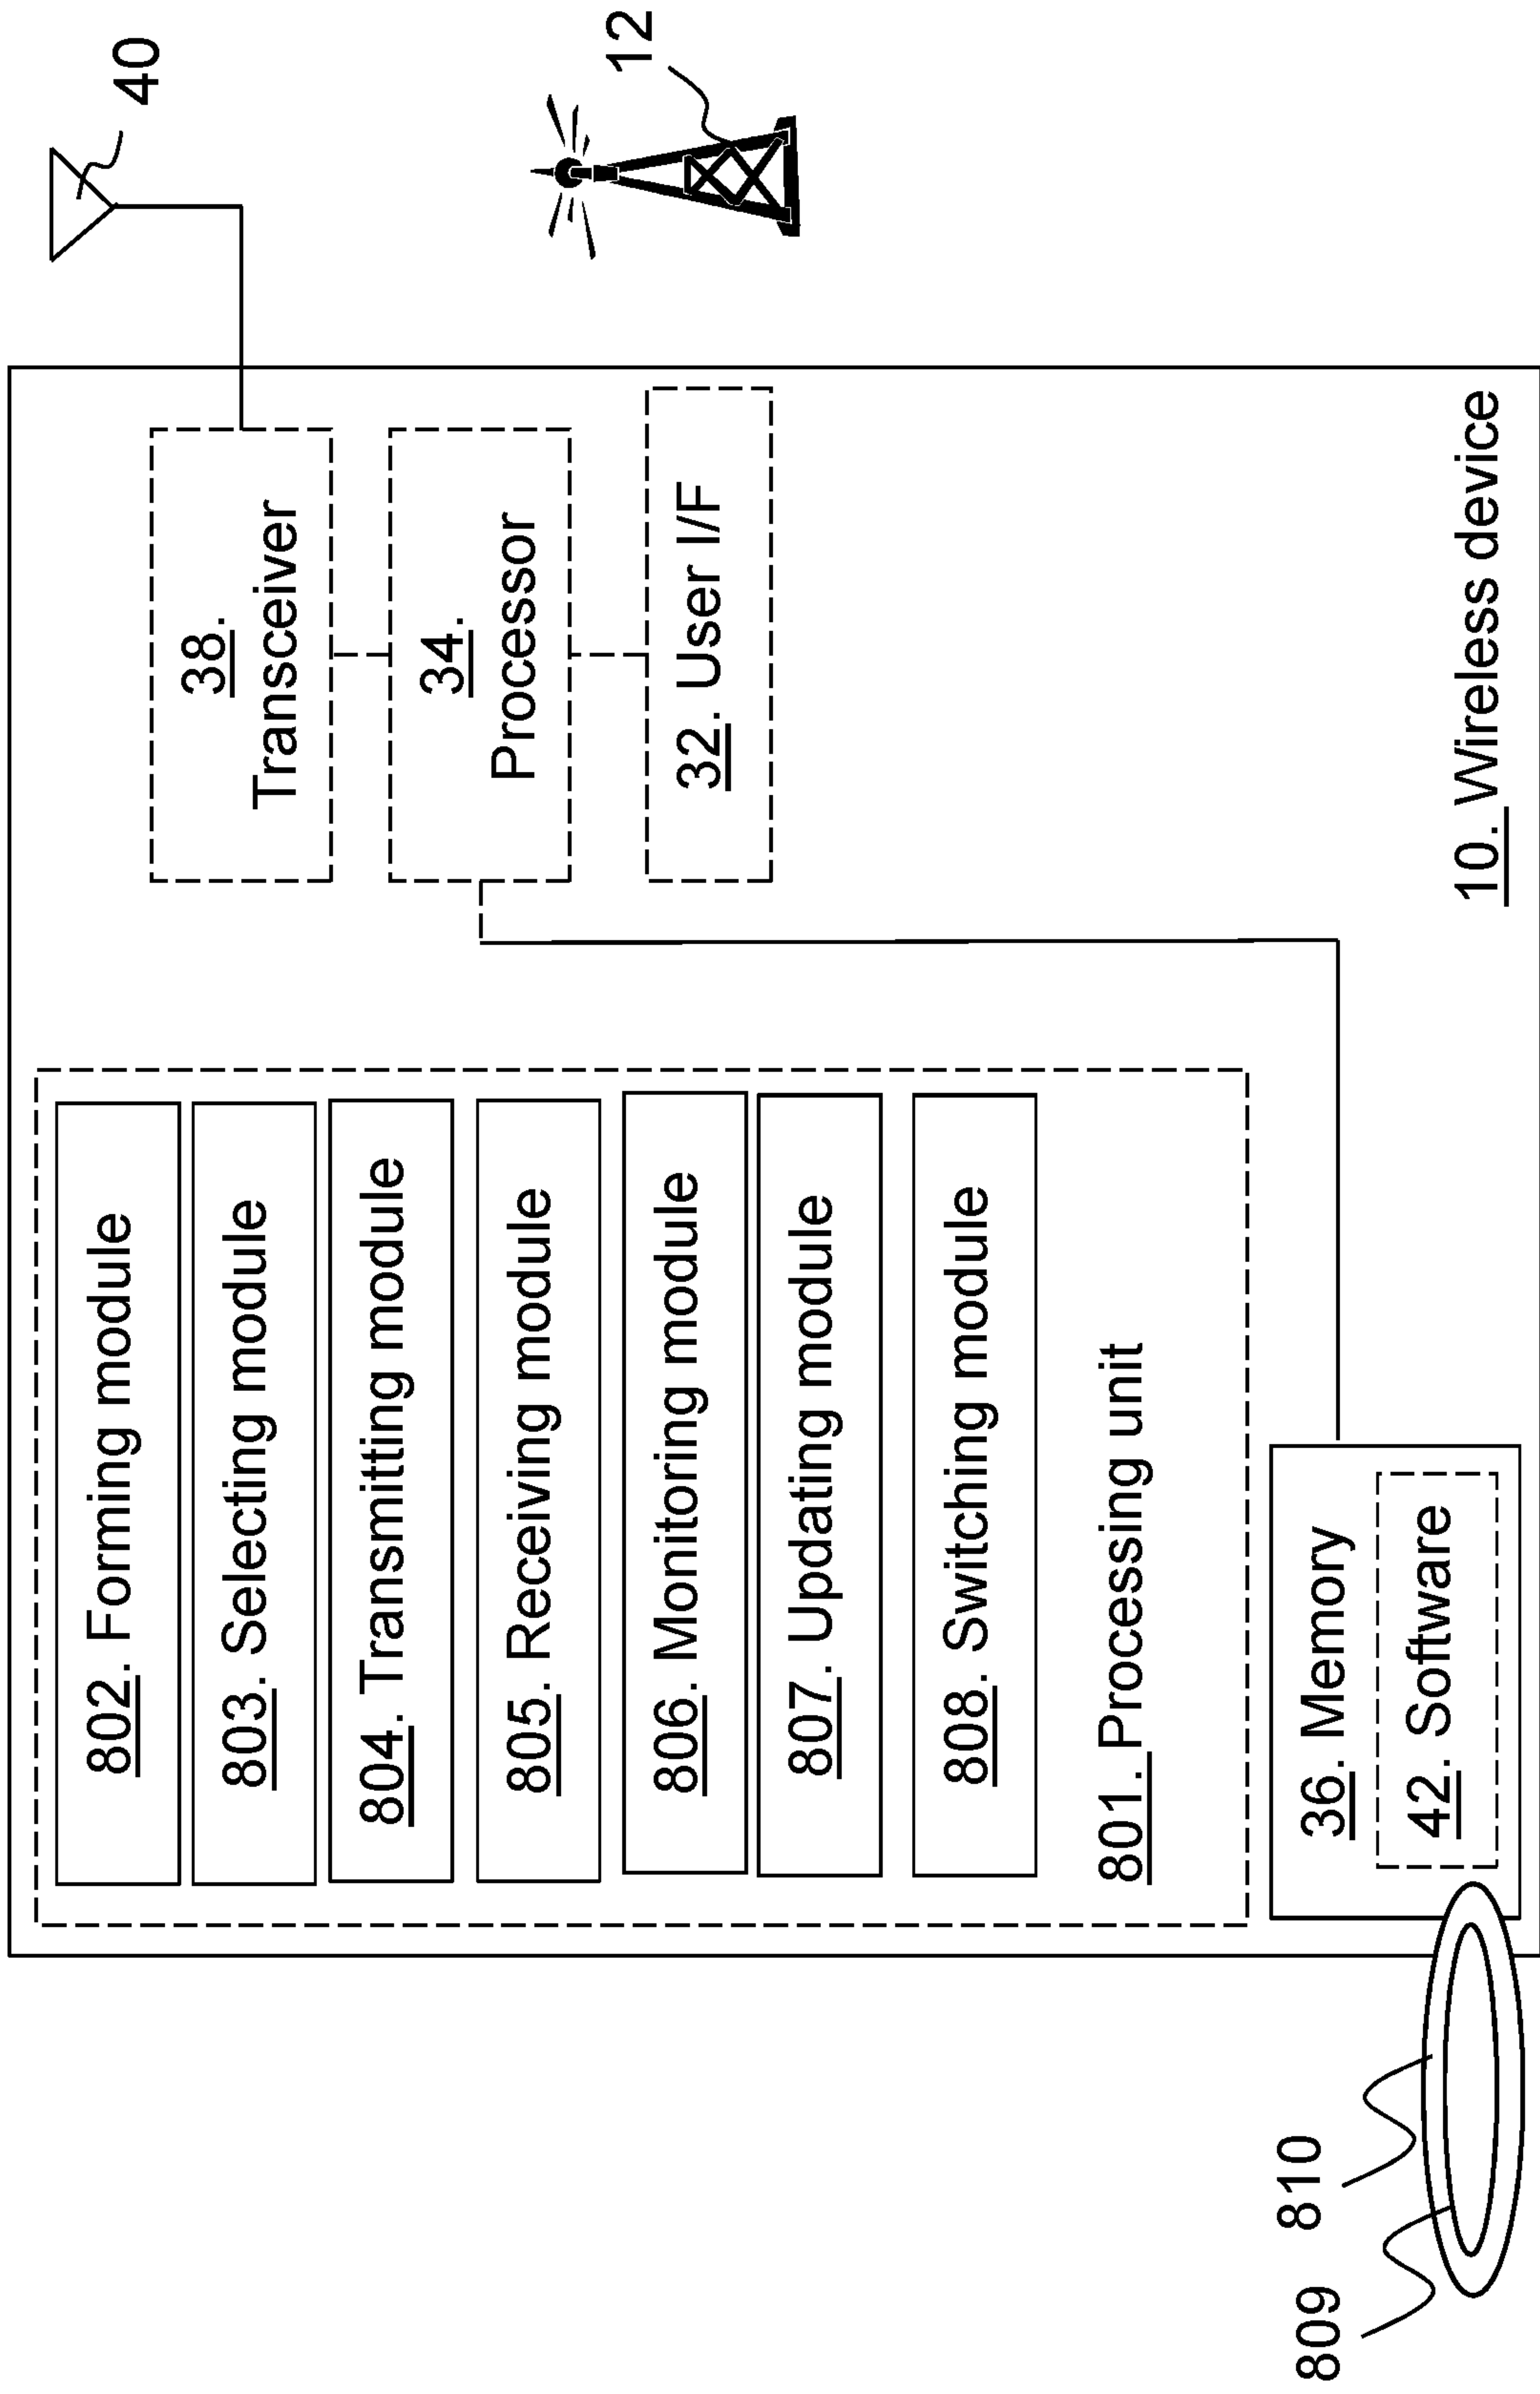 802. Forming module
803. Selecting module
804. Transmitting module
805. Receiving module
806. Monitoring module
807. Updating module
808. Switching module
801. Processing unit
36. Memory
42. Software
809
810
38.
Transceiver
34.
Processor
32. User I/F
10. Wireless device
40
12